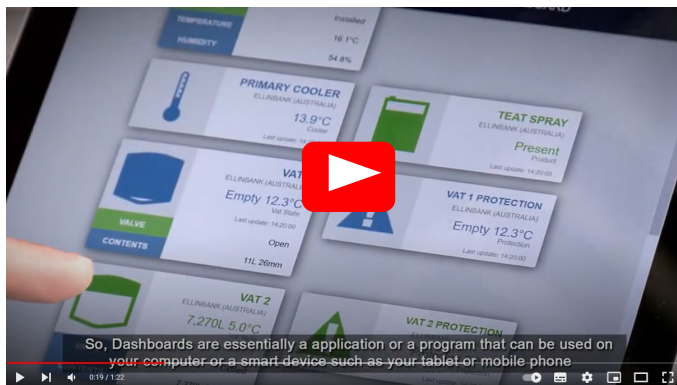 Installed
TEMPERATURE
16.1°C
HUMIDITY
54.8%
PRIMARY COOLER
ELLINBANK (AUSTRALIA)
13.9°C
Cooler
Last update: 14:20:00
TEAT SPRAY
ELLINBANK (AUSTRALIA)
Present
Product
Last update: 14:20:00
VAT
ELLINBANK (AUSTRALIA)
Empty 12.3°C
Vat State
Last update: 14:20:00
VALVE
Open
CONTENTS
11L 26mm
VAT 1 PROTECTION
ELLINBANK (AUSTRALIA)
Empty 12.3°C
Protection
Last update: 14:20:00
VAT 2
ELLINBANK (AUSTRALIA)
7.270L 5.0°C
VAT 2 PROTECTION
So, Dashboards are essentially a application or a program that can be used on
your computer or a smart device such as your tablet or mobile phone
0:19 / 1:22